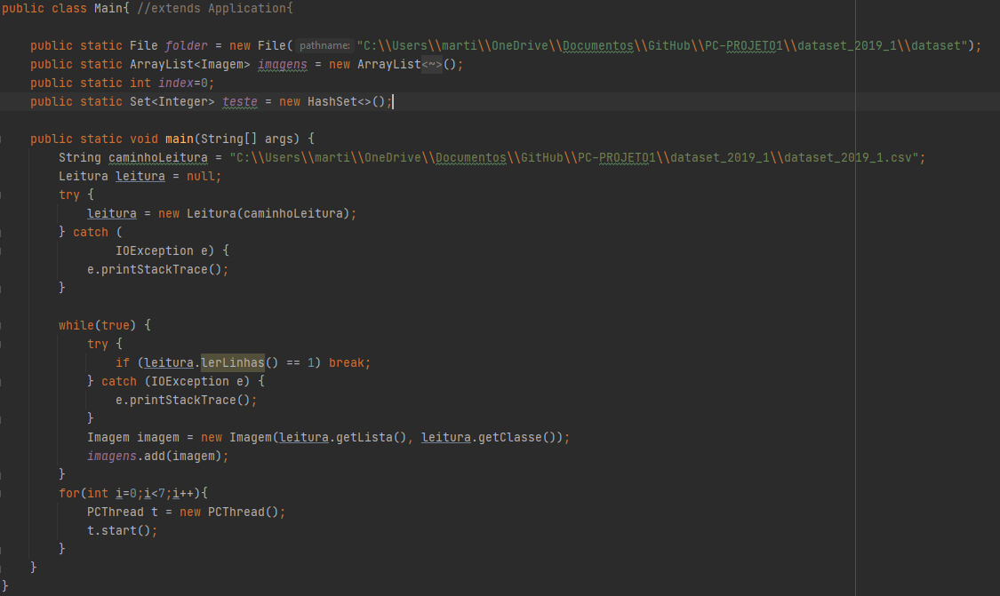 public class Main{ //extends Application{
public static File folder = new File( pathname: "C:\\Users\\marti\\OneDrive\\Documentos\\GitHub\\PC-PROJETO1\\dataset_2019_1\\dataset");
public static ArrayList<Imagem> imagens = new ArrayList<~>();
public static int index=0;
public static Set<Integer> teste = new HashSet<>();
public static void main(String[] args) {
String caminhoLeitura = "C:\\Users\\marti\\OneDrive\\Documentos\\GitHub\\PC-PROJETO1\\dataset_2019_1\\dataset_2019_1.csv";
Leitura leitura = null;
try {
leitura = new Leitura(caminhoLeitura);
} catch (
IOException e) {
e.printStackTrace();
}
while(true) {
try {
if (leitura.lerLinhas() == 1) break;
} catch (IOException e) {
e.printStackTrace();
}
Imagem imagem = new Imagem(leitura.getLista(), leitura.getClasse());
imagens.add(imagem);
}
for(int i=0;i<7;i++){
PCThread t = new PCThread();
t.start();
}
}
}